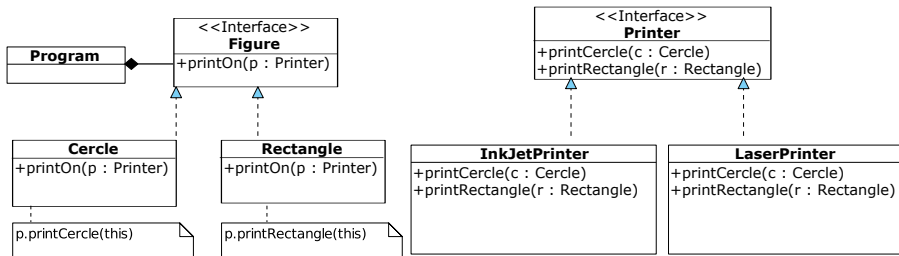 <<Interface>>
Figure
+printOn(p : Printer)
Program
<<Interface>>
Printer
+printCercle(c : Cercle)
+printRectangle(r : Rectangle)
Cercle
+printOn(p : Printer)
p.printCercle(this)
Rectangle
+printOn(p : Printer)
p.printRectangle(this)
InkJetPrinter
+printCercle(c : Cercle)
+printRectangle(r : Rectangle)
LaserPrinter
+printCercle(c : Cercle)
+printRectangle(r : Rectangle)